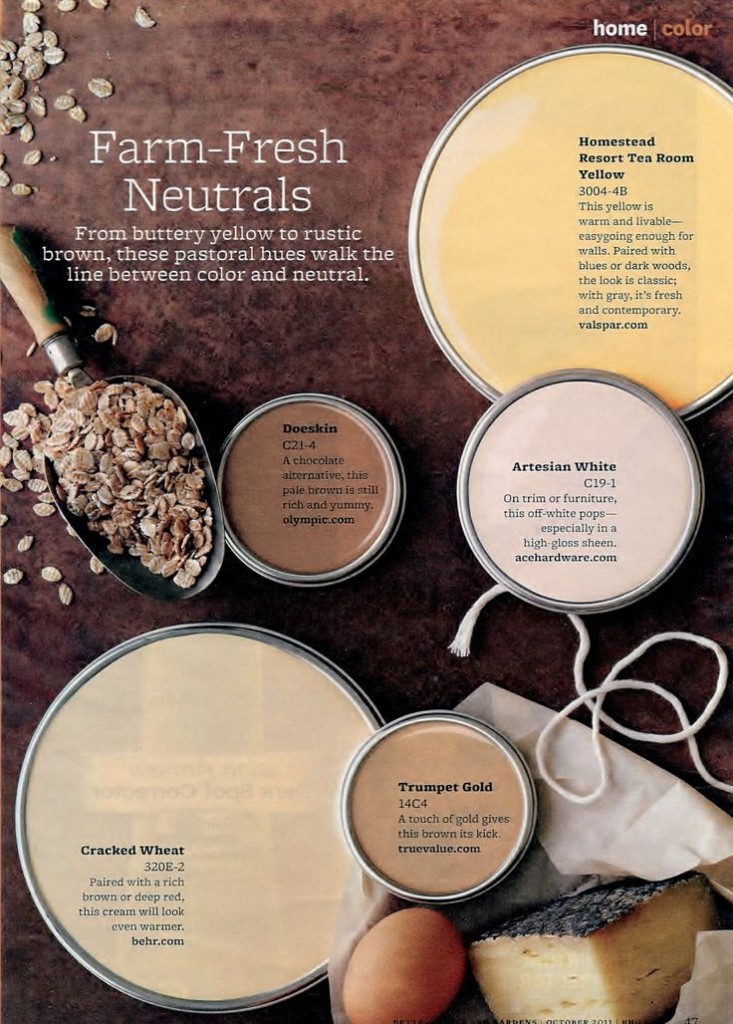 home | color
Farm-Fresh
Neutrals
From buttery yellow to rustic
brown, these pastoral hues walk the
line between color and neutral.
Homestead
Resort Tea Room
Yellow
3004-4B
This yellow is
warm and livable—
easygoing enough for
walls. Paired with
blues or dark woods,
the look is classic;
with gray, it's fresh
and contemporary.
valspar.com
Doeskin
C21-4
A chocolate
alternative, this
pale brown is still
rich and yummy.
olympic.com
Artesian White
C19-1
On trim or furniture,
this off-white pops—
especially in a
high-gloss sheen.
acehardware.com
Trumpet Gold
14C4
A touch of gold gives
this brown its kick.
truevalue.com
Cracked Wheat
320E-2
Paired with a rich
brown or deep red,
this cream will look
even warmer.
behr.com
OCTOBER 2011 | 47